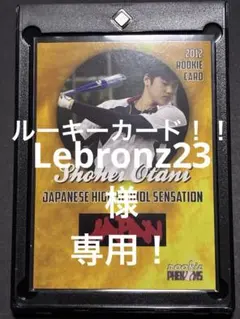 2012
ROOKIE
CARD
ルーキーカード！！
Lebronz23
Shohei Otani
JAPANESE HIGH SCHOOL SENSATION
様
JAPAN
専用！
rookie
PHENOMS